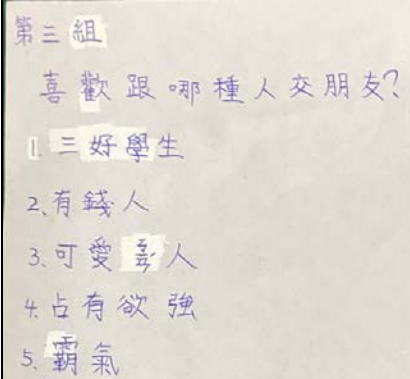 第三組
喜歡跟哪種人交朋友?
1. 三好學生
2、有錢人
3、可愛 人
4、占有欲強
5、霸氣